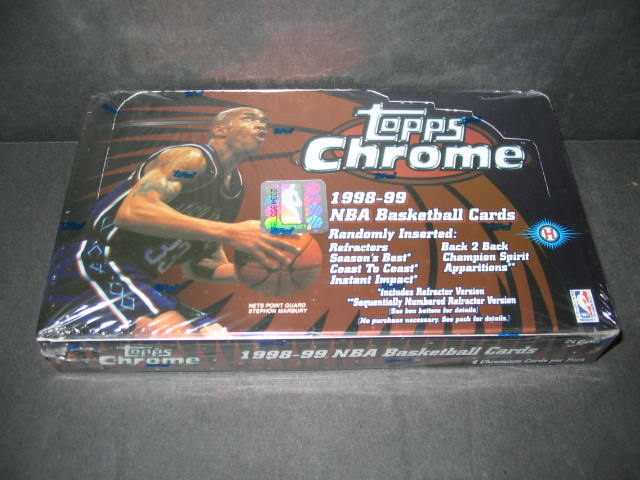 Topps
Chrome
1998-99
NBA Basketball Cards
Randomly Inserted:
Refractors
Season's Best*
Coast To Coast*
Instant Impact*
Back 2 Back
Champion Spirit
Apparitions**
*Includes Refractor Version
**Sequentially Numbered Refractor Version
(See box bottom for details)
(No purchase necessary. See pack for details.)
NETS POINT GUARD
STEPHON MARBURY
33
H
NBA
Topps
Chrome
1998-99 NBA Basketball Cards
4 Chromium Cards per Pack